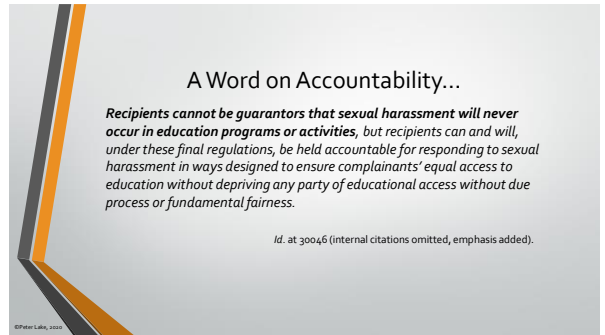 A Word on Accountability…
Recipients cannot be guarantors that sexual harassment will never
occur in education programs or activities, but recipients can and will,
under these final regulations, be held accountable for responding to sexual
harassment in ways designed to ensure complainants’ equal access to
education without depriving any party of educational access without due
process or fundamental fairness.
Id. at 30046 (internal citations omitted, emphasis added).
©Peter Lake, 2020